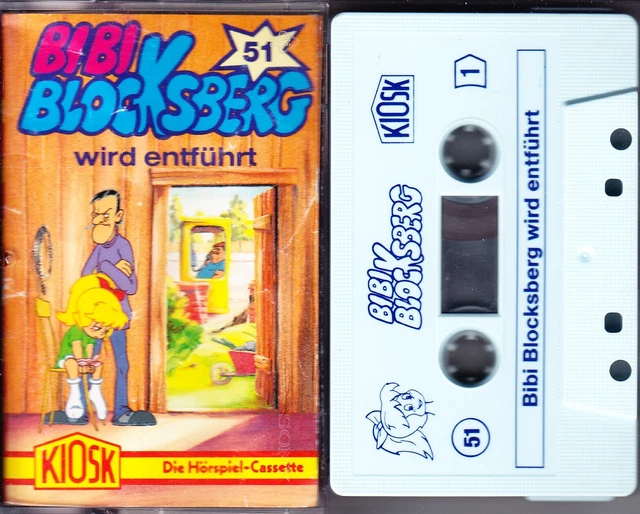 BIBI
BLOCKSBERG
51
wird entführt
KIOSK
Die Hörspiel-Cassette
KIOSK
1
BIBI
BLOCKSBERG
51
Bibi Blocksberg wird entführt